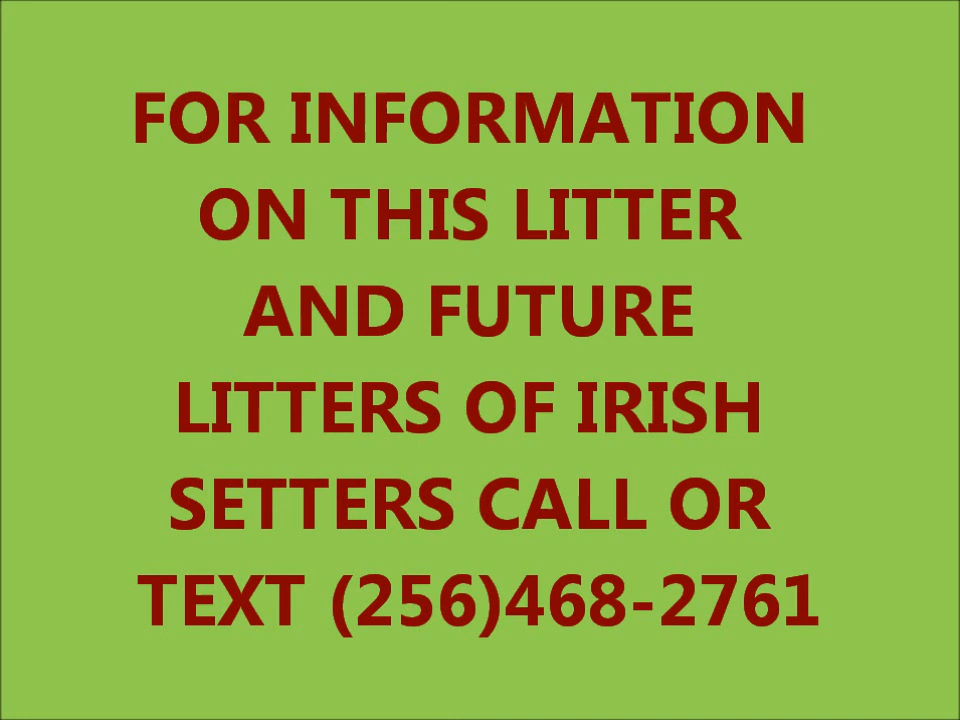 FOR INFORMATION
ON THIS LITTER
AND FUTURE
LITTERS OF IRISH
SETTERS CALL OR
TEXT (256)468-2761